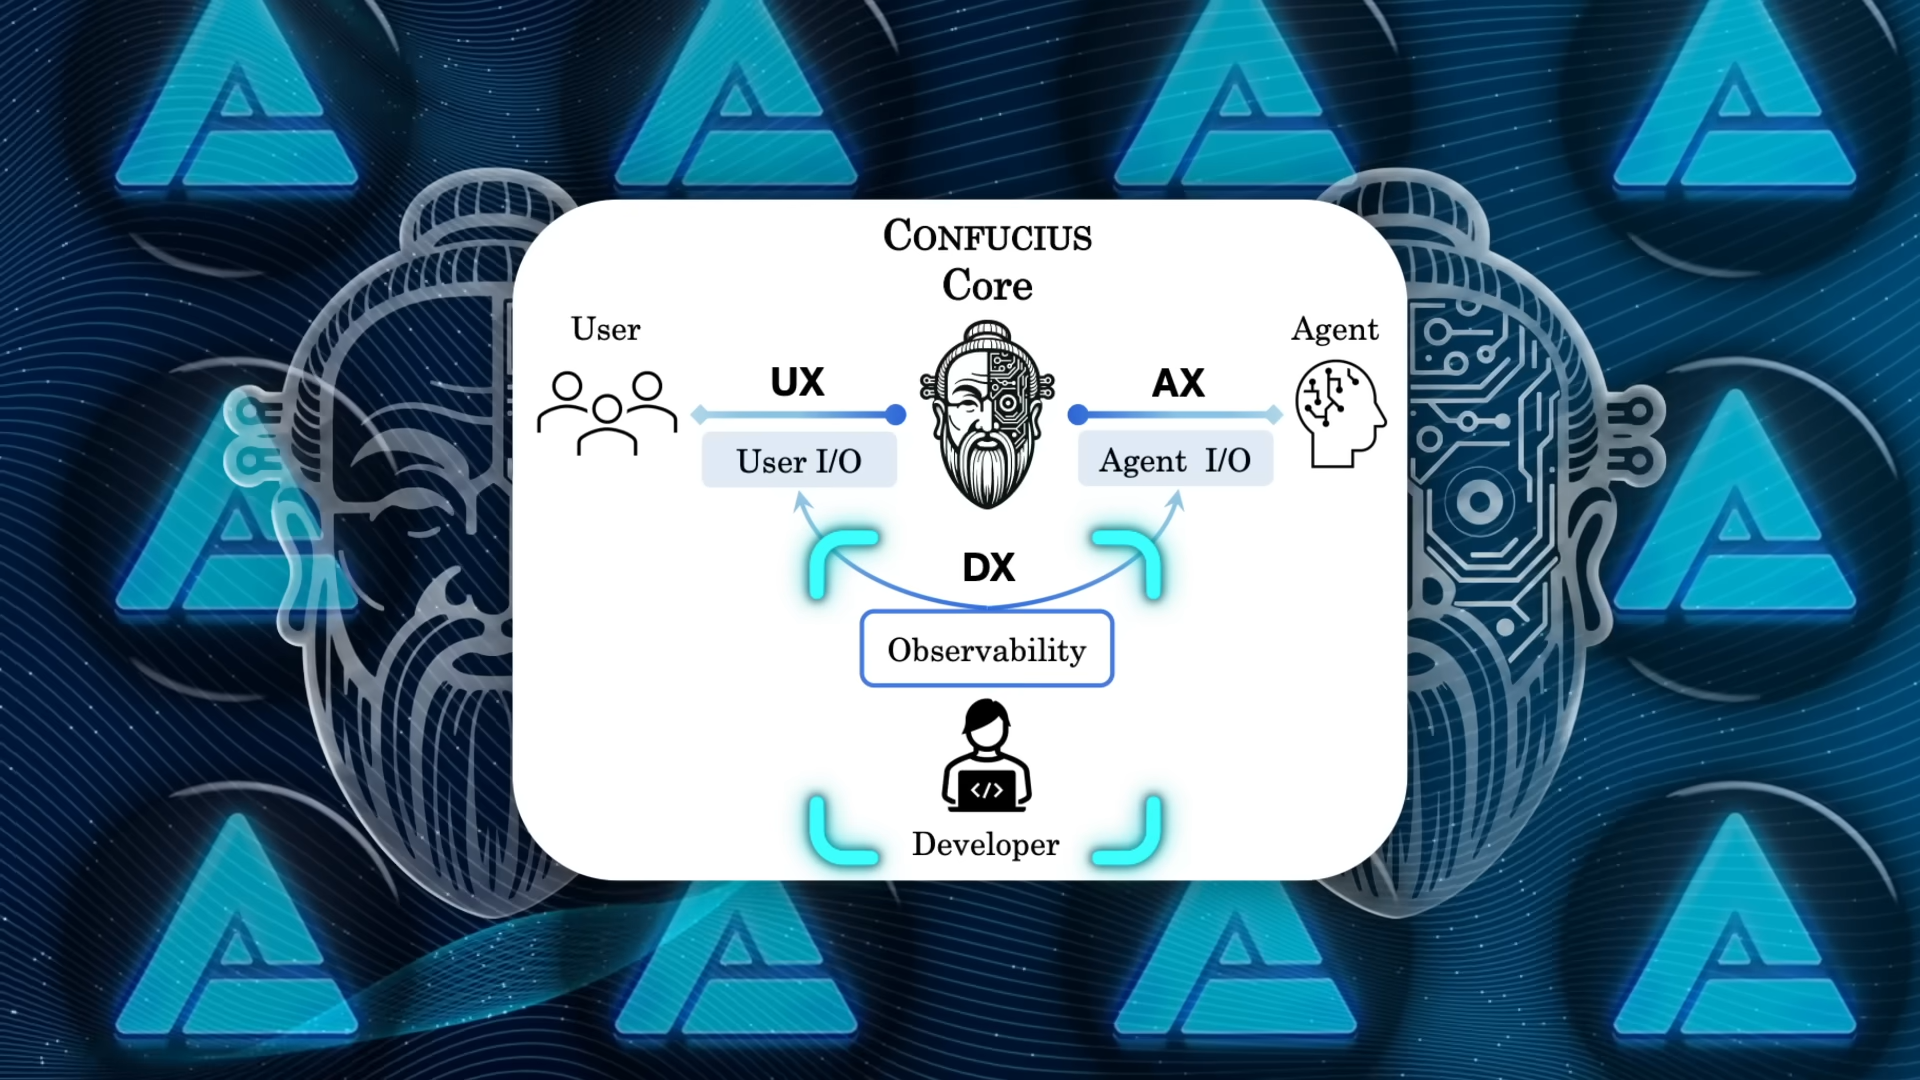 CONFUCIUS
Core
User
Agent
UX
AX
User I/O
Agent I/O
DX
Observability
</>
Developer